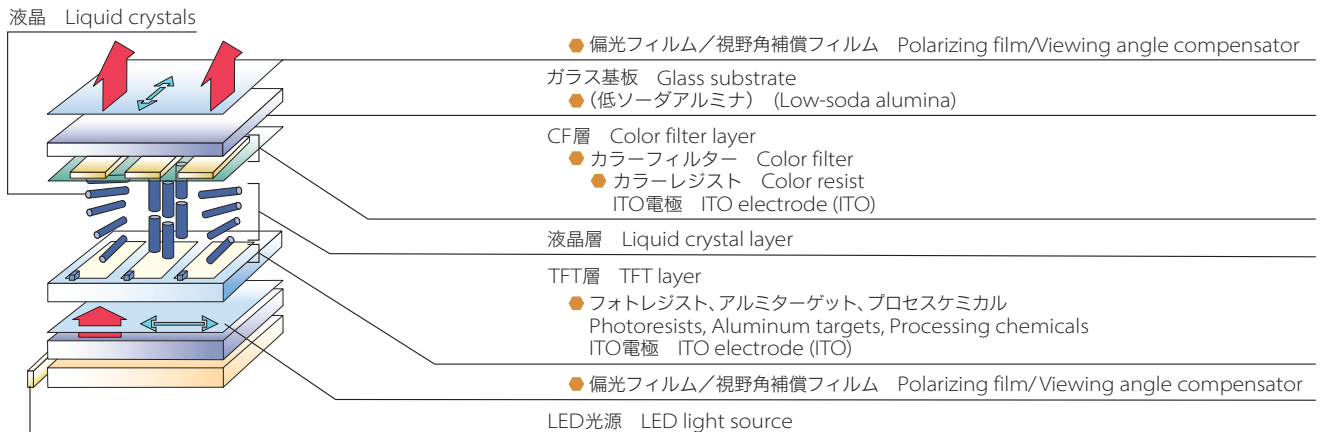 液晶 Liquid crystals
偏光フィルム／視野角補償フィルム Polarizing film/Viewing angle compensator
ガラス基板 Glass substrate
（低ソーダアルミナ） (Low-soda alumina)
CF層 Color filter layer
カラーフィルター Color filter
カラーレジスト Color resist
ITO電極 ITO electrode (ITO)
液晶層 Liquid crystal layer
TFT層 TFT layer
フォトレジスト、アルミターゲット、プロセスケミカル
Photoresists, Aluminum targets, Processing chemicals
ITO電極 ITO electrode (ITO)
偏光フィルム／視野角補償フィルム Polarizing film/ Viewing angle compensator
LED光源 LED light source